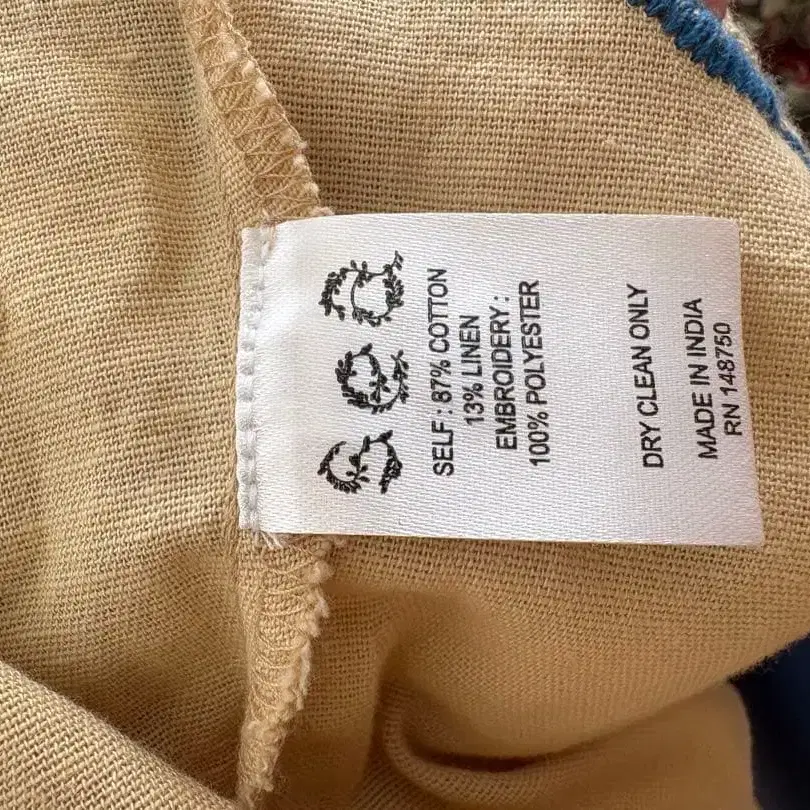 SELF : 87% COTTON
13% LINEN
EMBROIDERY :
100% POLYESTER
DRY CLEAN ONLY
MADE IN INDIA
RN 148750